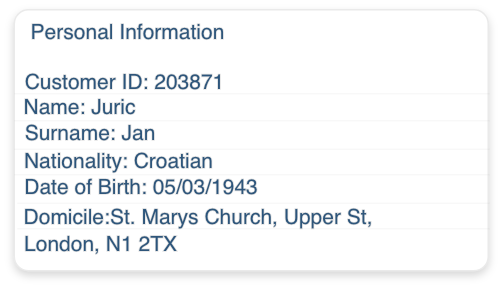 Personal Information
Customer ID: 203871
Name: Juric
Surname: Jan
Nationality: Croatian
Date of Birth: 05/03/1943
Domicile:St. Marys Church, Upper St,
London, N1 2TX